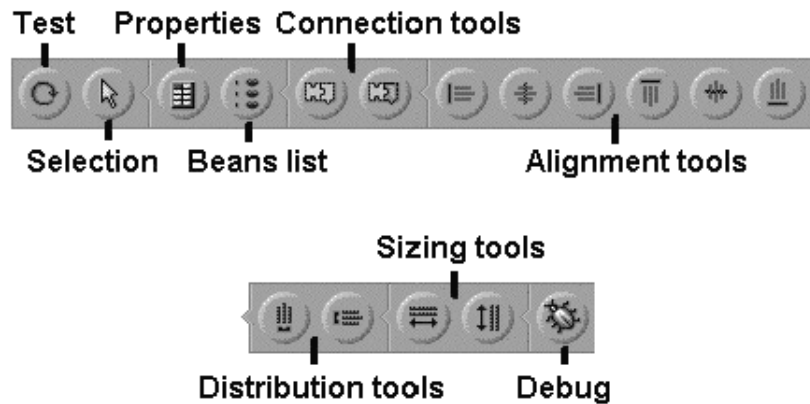 Test Properties Connection tools
Selection Beans list Alignment tools
Sizing tools
Distribution tools Debug